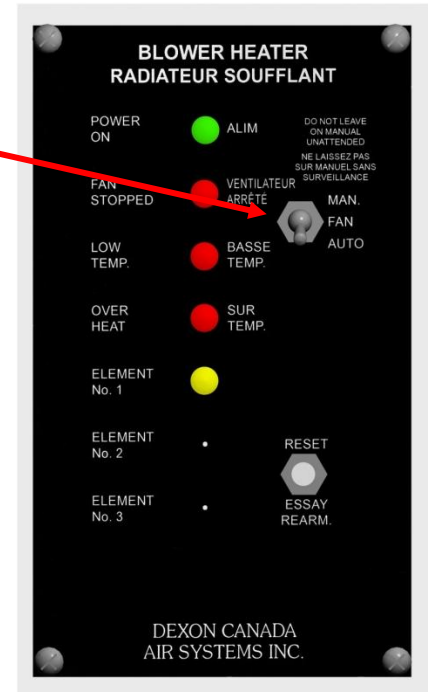 BLOWER HEATER
RADIATEUR SOUFFLANT
POWER
ON
ALIM
DO NOT LEAVE
ON MANUAL
UNATTENDED
NE LAISSEZ PAS
SUR MANUEL SANS
SURVEILLANCE
FAN
STOPPED
VENTILATEUR
ARRÊTÉ
MAN.
FAN
AUTO
LOW
TEMP.
BASSE
TEMP.
OVER
HEAT
SUR
TEMP.
ELEMENT
No. 1
ELEMENT
No. 2
RESET
ELEMENT
No. 3
ESSAY
REARM.
DEXON CANADA
AIR SYSTEMS INC.